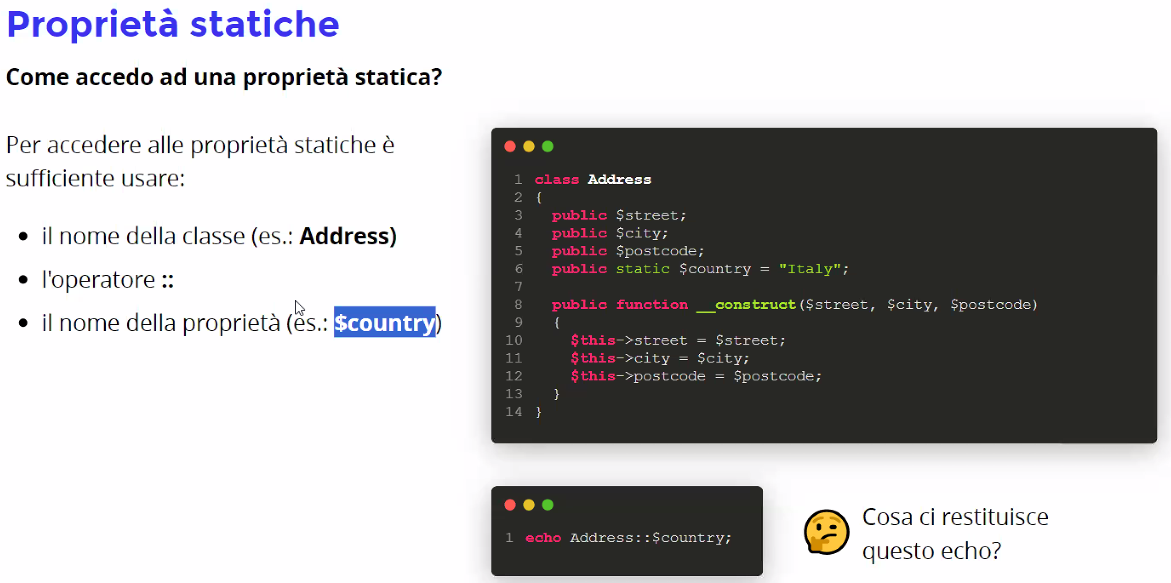 Proprietà statiche
Come accedo ad una proprietà statica?
Per accedere alle proprietà statiche è
sufficiente usare:
• il nome della classe (es.: Address)
• l'operatore ::
• il nome della proprietà (es.: $country)
1 class Address
2 {
3   public $street;
4   public $city;
5   public $postcode;
6   public static $country = "Italy";
7
8   public function __construct($street, $city, $postcode)
9   {
10    $this->street = $street;
11    $this->city = $city;
12    $this->postcode = $postcode;
13  }
14 }
1 echo Address::$country;
Cosa ci restituisce
questo echo?